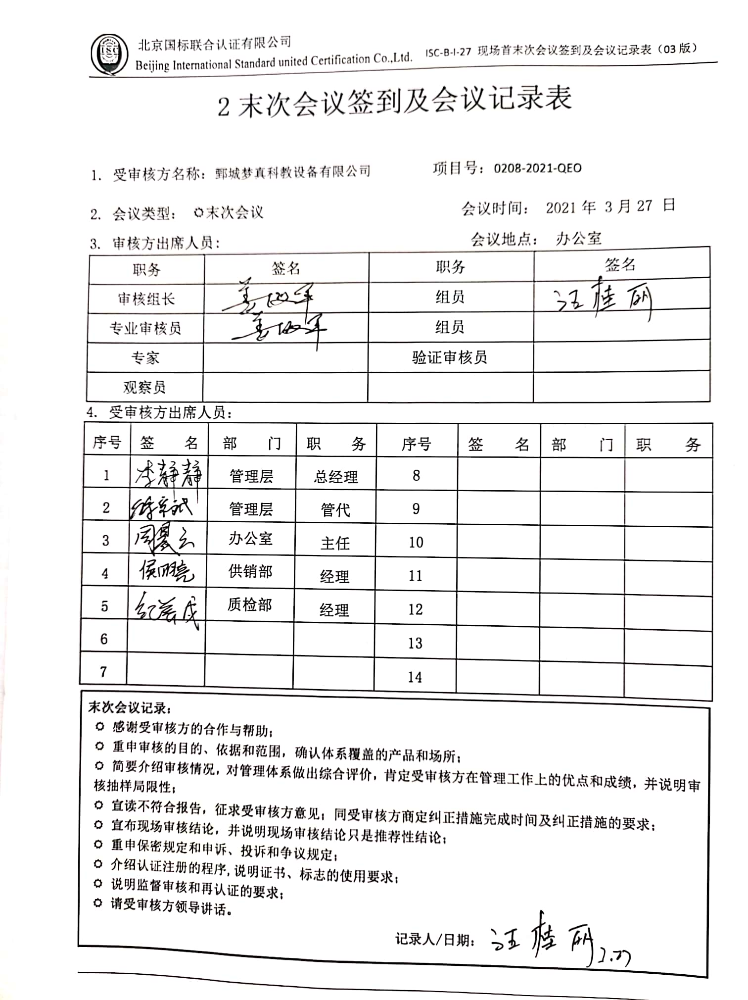 ISC
北京国标联合认证有限公司
Beijing International Standard united Certification Co.,Ltd. ISC-B-I-27 现场首末次会议签到及会议记录表（03 版）
2 末次会议签到及会议记录表
1. 受审核方名称：鄄城梦真科教设备有限公司 项目号：0208-2021-QEO
2. 会议类型： 末次会议 会议时间： 2021 年 3 月 27 日
3. 审核方出席人员： 会议地点： 办公室
职务 签名 职务 签名
审核组长 组员 汪桂丽
专业审核员 组员
专家 验证审核员
观察员
4. 受审核方出席人员：
序号 签 名 部 门 职 务 序号 签 名 部 门 职 务
1 李静静 管理层 总经理 8
2 管理层 管代 9
3 办公室 主任 10
4 供销部 经理 11
5 质检部 经理 12
6 13
7 14
末次会议记录：
感谢受审核方的合作与帮助；
重申审核的目的、依据和范围，确认体系覆盖的产品和场所；
简要介绍审核情况，对管理体系做出综合评价，肯定受审核方在管理工作上的优点和成绩，并说明审
核抽样局限性；
宣读不符合报告，征求受审核方意见；同受审核方商定纠正措施完成时间及纠正措施的要求；
宣布现场审核结论，并说明现场审核结论只是推荐性结论；
重申保密规定和申诉、投诉和争议规定；
介绍认证注册的程序，说明证书、标志的使用要求；
说明监督审核和再认证的要求；
请受审核方领导讲话。
记录人/日期： 汪桂丽 3.27